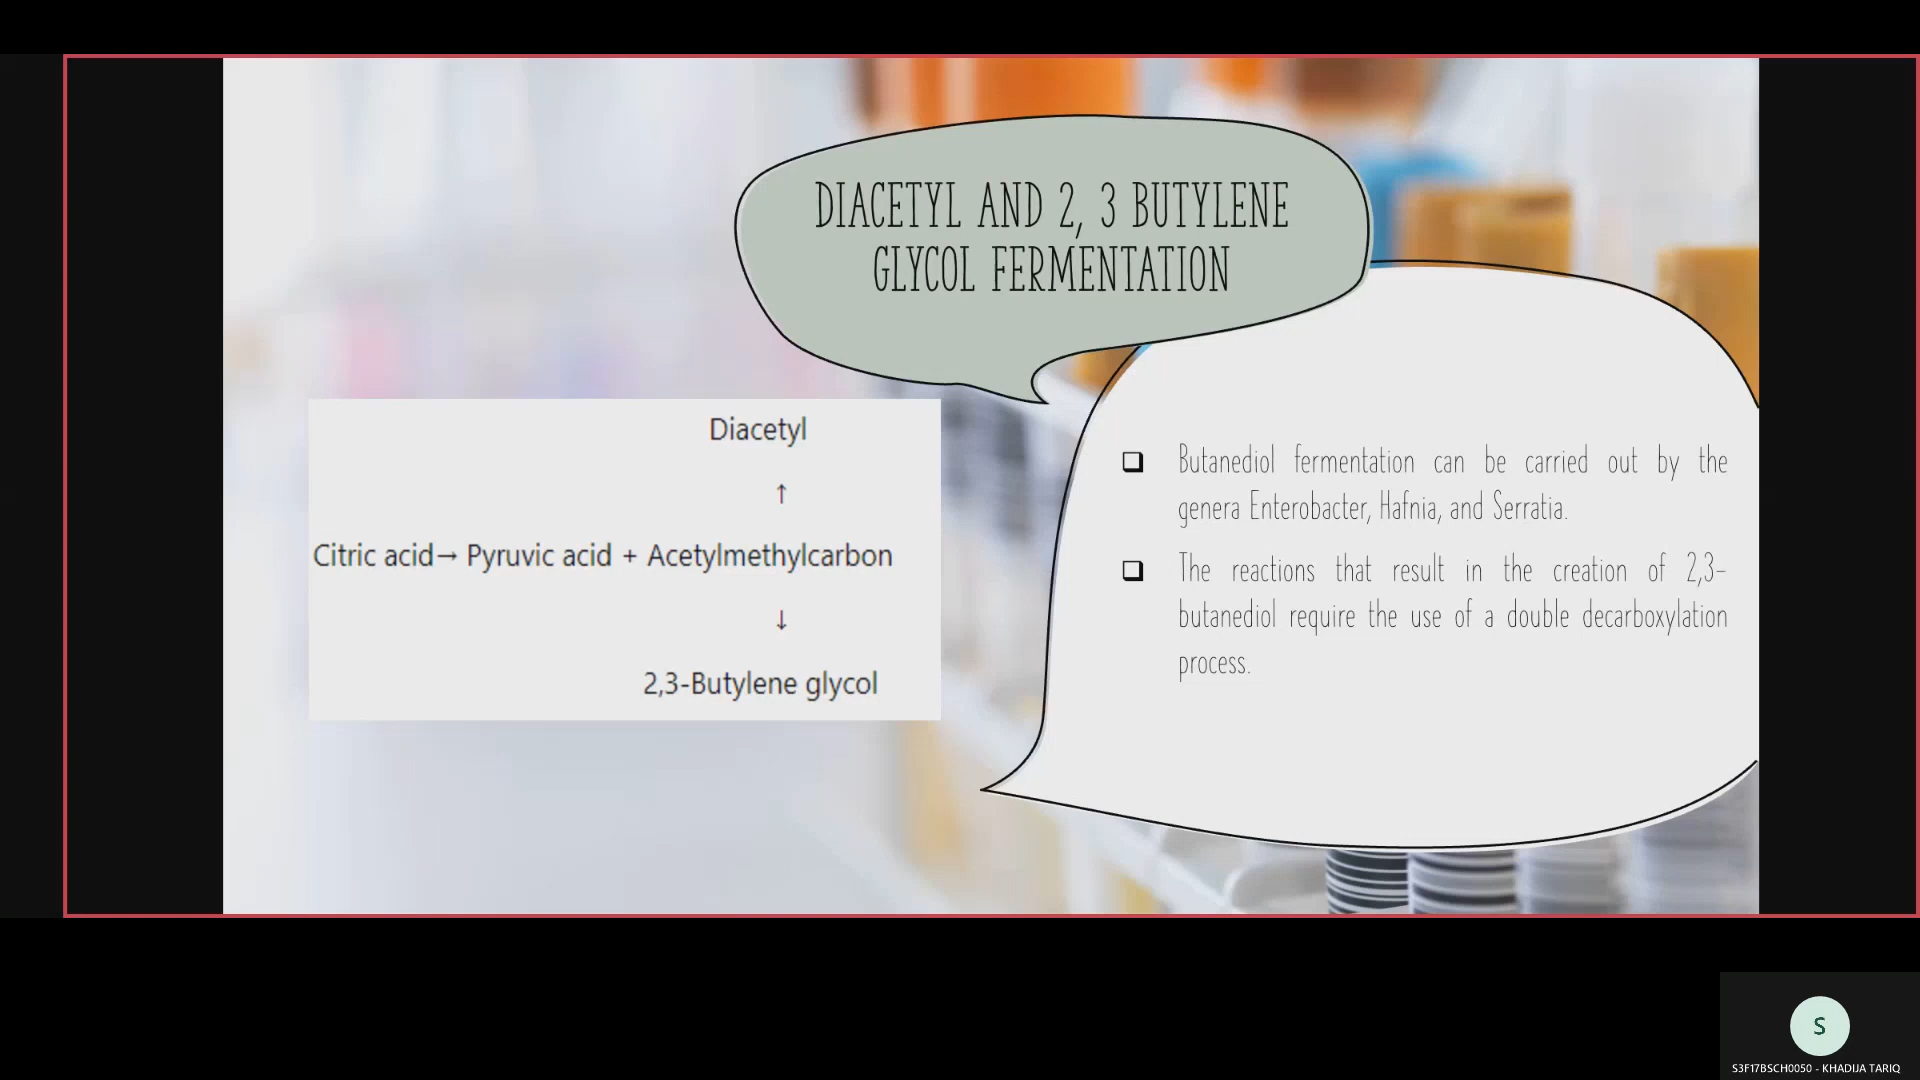 DIACETYL AND 2, 3 BUTYLENE
GLYCOL FERMENTATION
Diacetyl
↑
Citric acid→ Pyruvic acid + Acetylmethylcarbon
↓
2,3-Butylene glycol
❑ Butanediol fermentation can be carried out by the
genera Enterobacter, Hafnia, and Serratia.
❑ The reactions that result in the creation of 2,3-
butanediol require the use of a double decarboxylation
process.
S
S3F17BSCH0050 - KHADIJA TARIQ